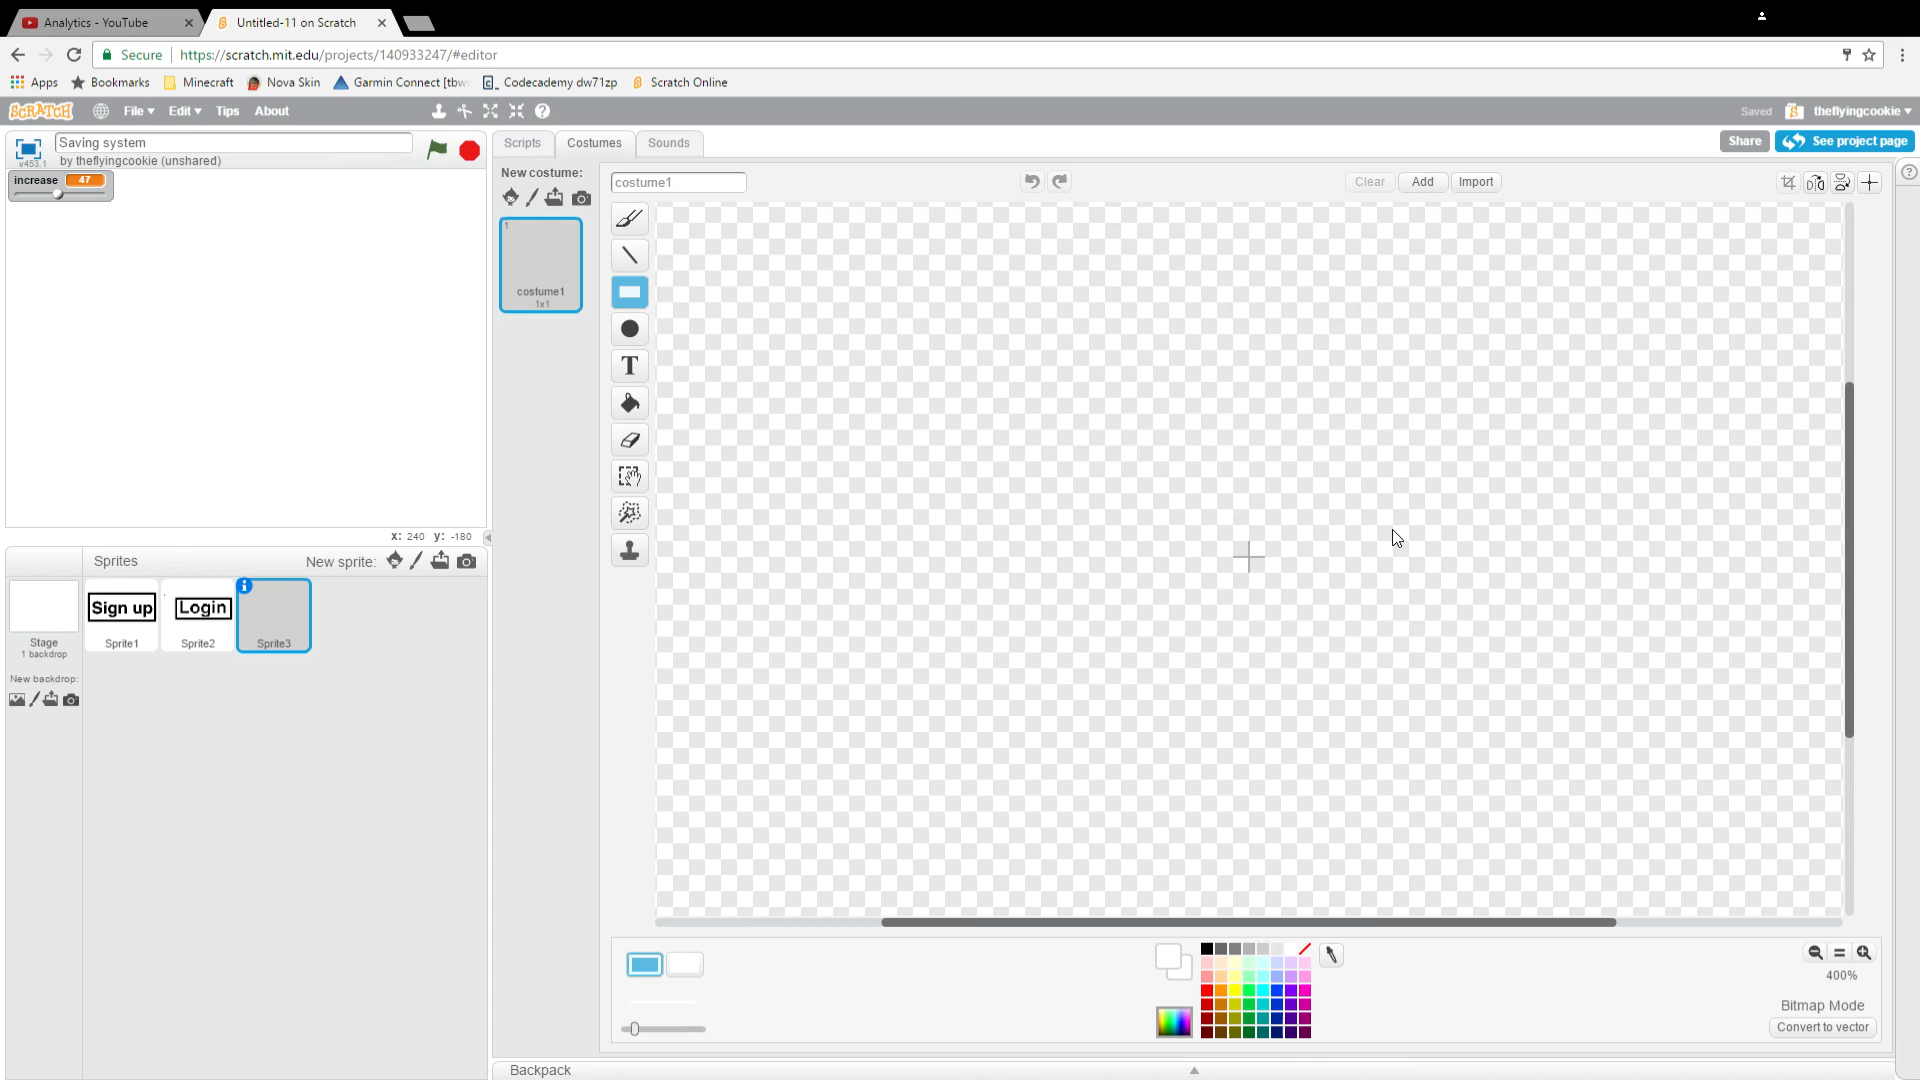 Analytics - YouTube
Untitled-11 on Scratch
Secure
https://scratch.mit.edu/projects/140933247/#editor
Apps
Bookmarks
Minecraft
Nova Skin
Garmin Connect [tbw
Codecademy dw71zp
Scratch Online
SCRATCH
File
Edit
Tips
About
Saved
theflyingcookie
Saving system
by theflyingcookie (unshared)
v453.1
Scripts
Costumes
Sounds
Share
See project page
increase 47
New costume:
costume1
Clear
Add
Import
1
costume1
1x1
T
x: 240 y: -180
Sprites
New sprite:
Sign up
Login
Sprite1
Sprite2
Sprite3
Stage
1 backdrop
New backdrop:
400%
Bitmap Mode
Convert to vector
Backpack